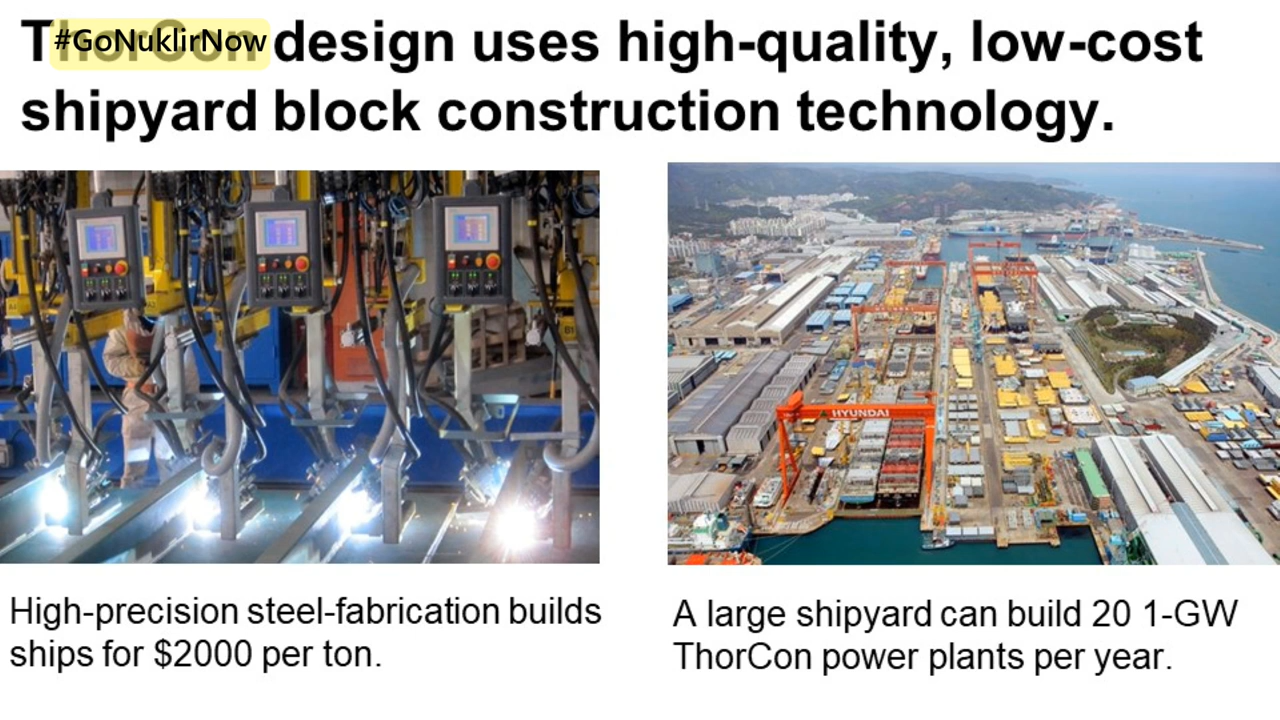 #GoNuklirNow
ThorCon design uses high-quality, low-cost
shipyard block construction technology.
HYUNDAI
High-precision steel-fabrication builds
ships for $2000 per ton.
A large shipyard can build 20 1-GW
ThorCon power plants per year.